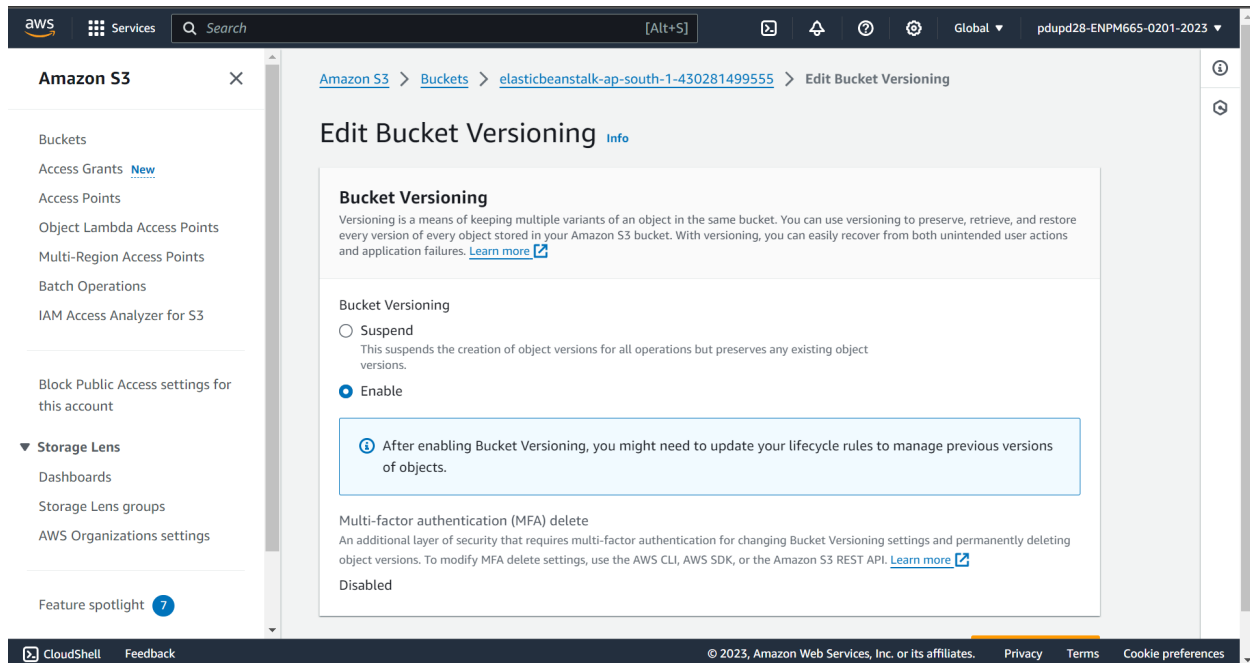 aws
Services
Search
[Alt+S]
Global
pdupd28-ENPM665-0201-2023
Amazon S3
Buckets
Access Grants New
Access Points
Object Lambda Access Points
Multi-Region Access Points
Batch Operations
IAM Access Analyzer for S3
Block Public Access settings for
this account
Storage Lens
Dashboards
Storage Lens groups
AWS Organizations settings
Feature spotlight 7
Amazon S3 > Buckets > elasticbeanstalk-ap-south-1-430281499555 > Edit Bucket Versioning
Edit Bucket Versioning Info
Bucket Versioning
Versioning is a means of keeping multiple variants of an object in the same bucket. You can use versioning to preserve, retrieve, and restore
every version of every object stored in your Amazon S3 bucket. With versioning, you can easily recover from both unintended user actions
and application failures. Learn more
Bucket Versioning
Suspend
This suspends the creation of object versions for all operations but preserves any existing object
versions.
Enable
After enabling Bucket Versioning, you might need to update your lifecycle rules to manage previous versions
of objects.
Multi-factor authentication (MFA) delete
An additional layer of security that requires multi-factor authentication for changing Bucket Versioning settings and permanently deleting
object versions. To modify MFA delete settings, use the AWS CLI, AWS SDK, or the Amazon S3 REST API. Learn more
Disabled
CloudShell
Feedback
© 2023, Amazon Web Services, Inc. or its affiliates.
Privacy
Terms
Cookie preferences